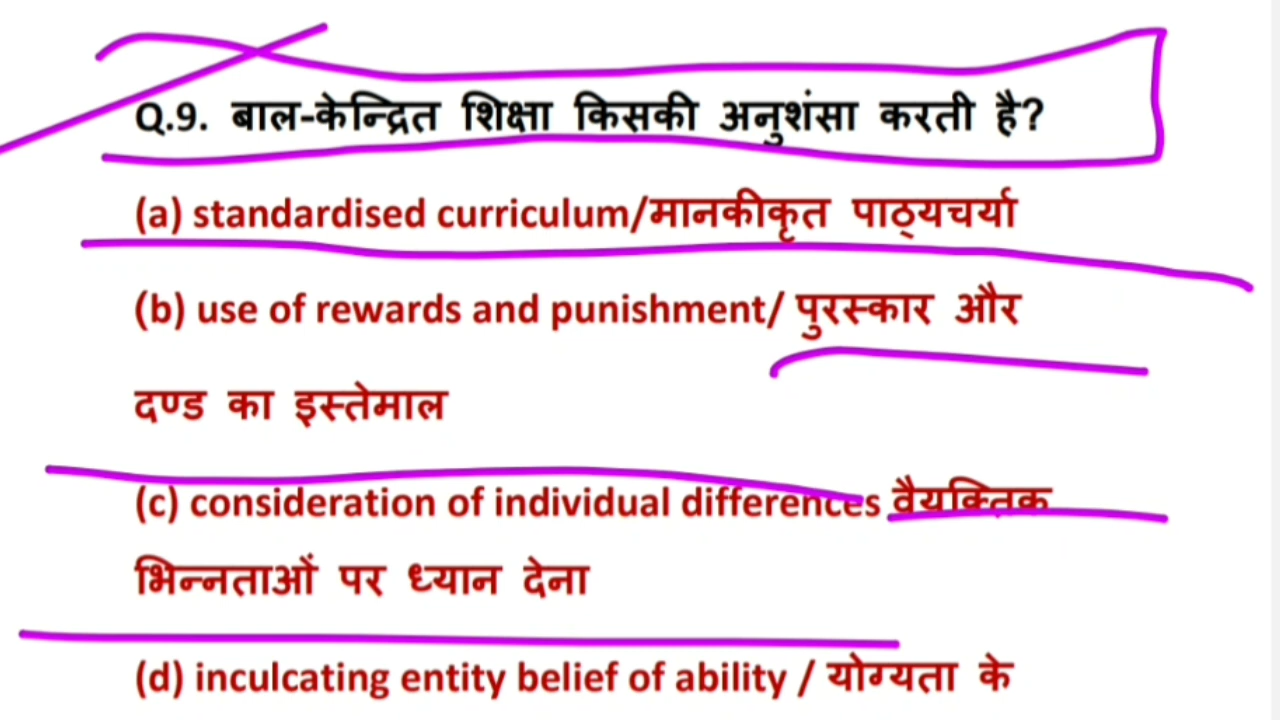 Q.9. बाल-केन्द्रित शिक्षा किसकी अनुशंसा करती है?
(a) standardised curriculum/मानकीकृत पाठ्यचर्या
(b) use of rewards and punishment/ पुरस्कार और
दण्ड का इस्तेमाल
(c) consideration of individual differences वैयक्तिक
भिन्नताओं पर ध्यान देना
(d) inculcating entity belief of ability / योग्यता के